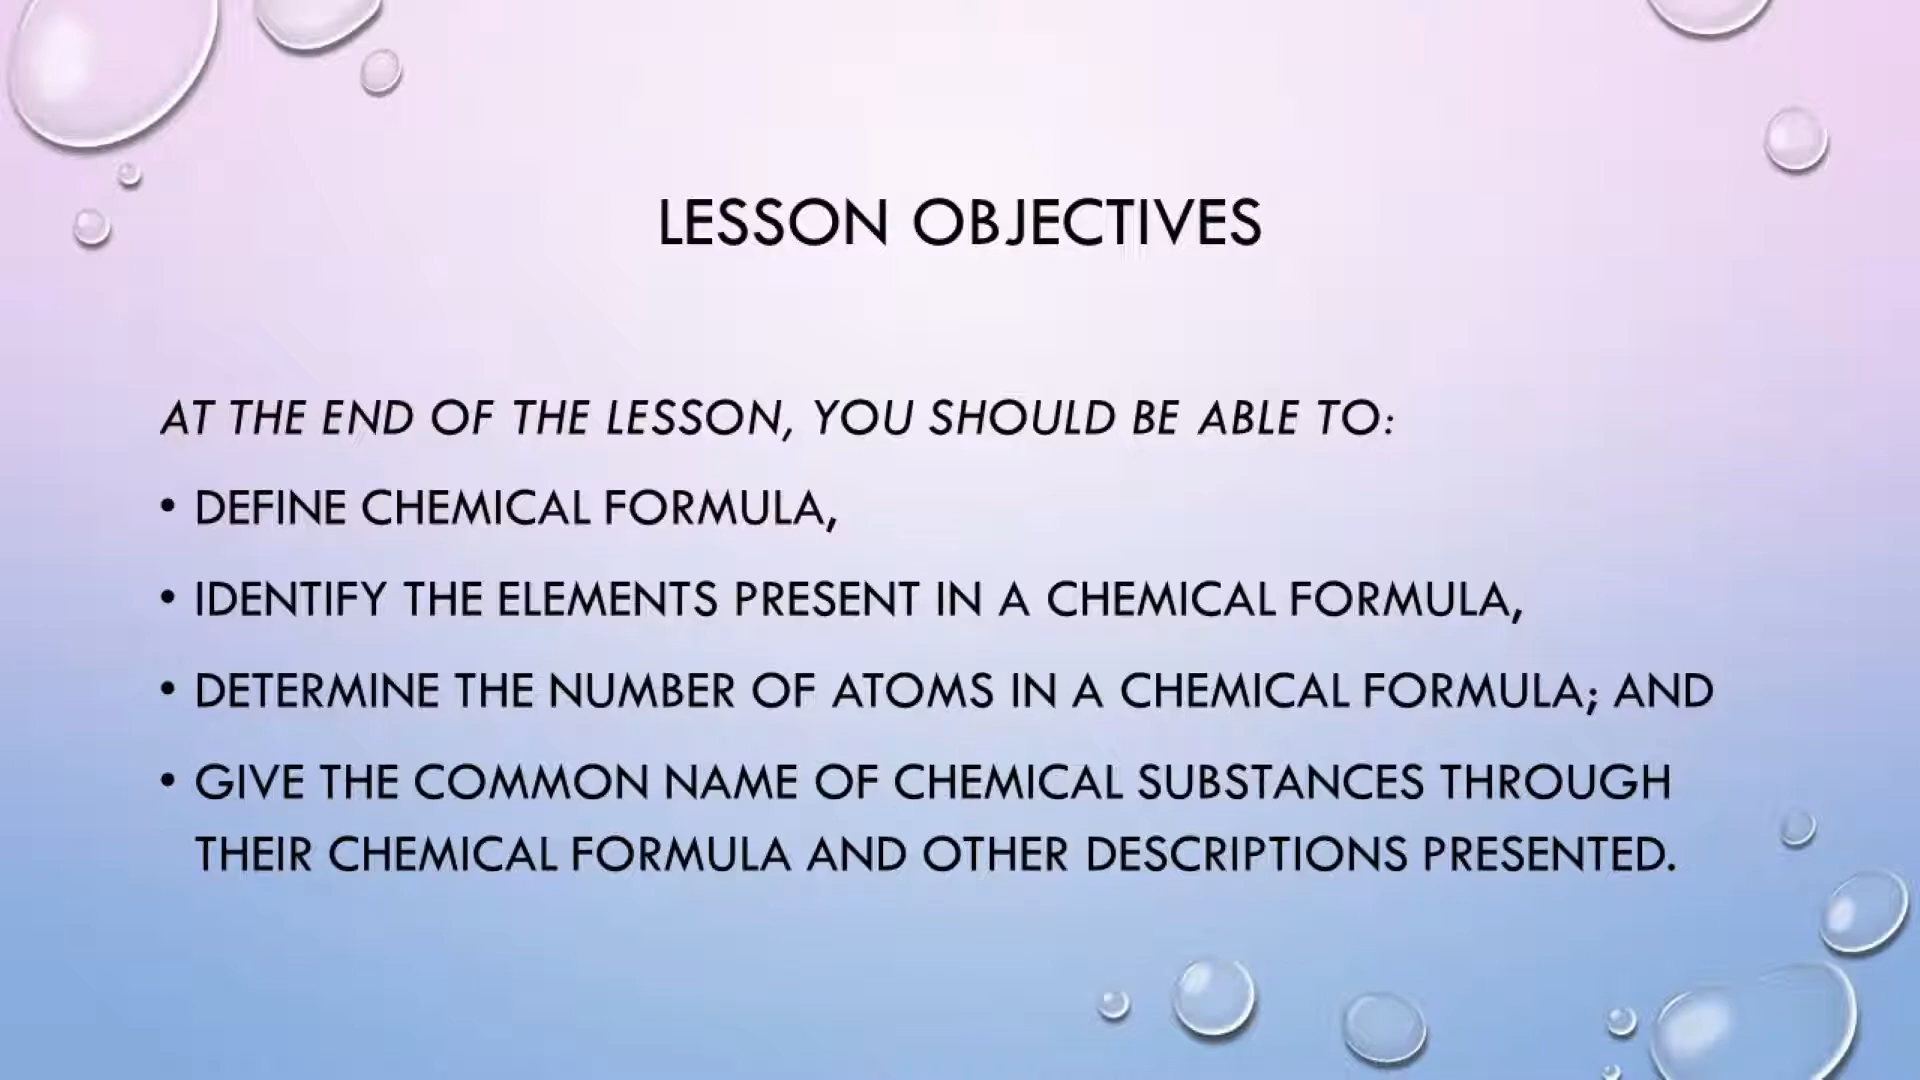 LESSON OBJECTIVES
AT THE END OF THE LESSON, YOU SHOULD BE ABLE TO:
• DEFINE CHEMICAL FORMULA,
• IDENTIFY THE ELEMENTS PRESENT IN A CHEMICAL FORMULA,
• DETERMINE THE NUMBER OF ATOMS IN A CHEMICAL FORMULA; AND
• GIVE THE COMMON NAME OF CHEMICAL SUBSTANCES THROUGH
THEIR CHEMICAL FORMULA AND OTHER DESCRIPTIONS PRESENTED.